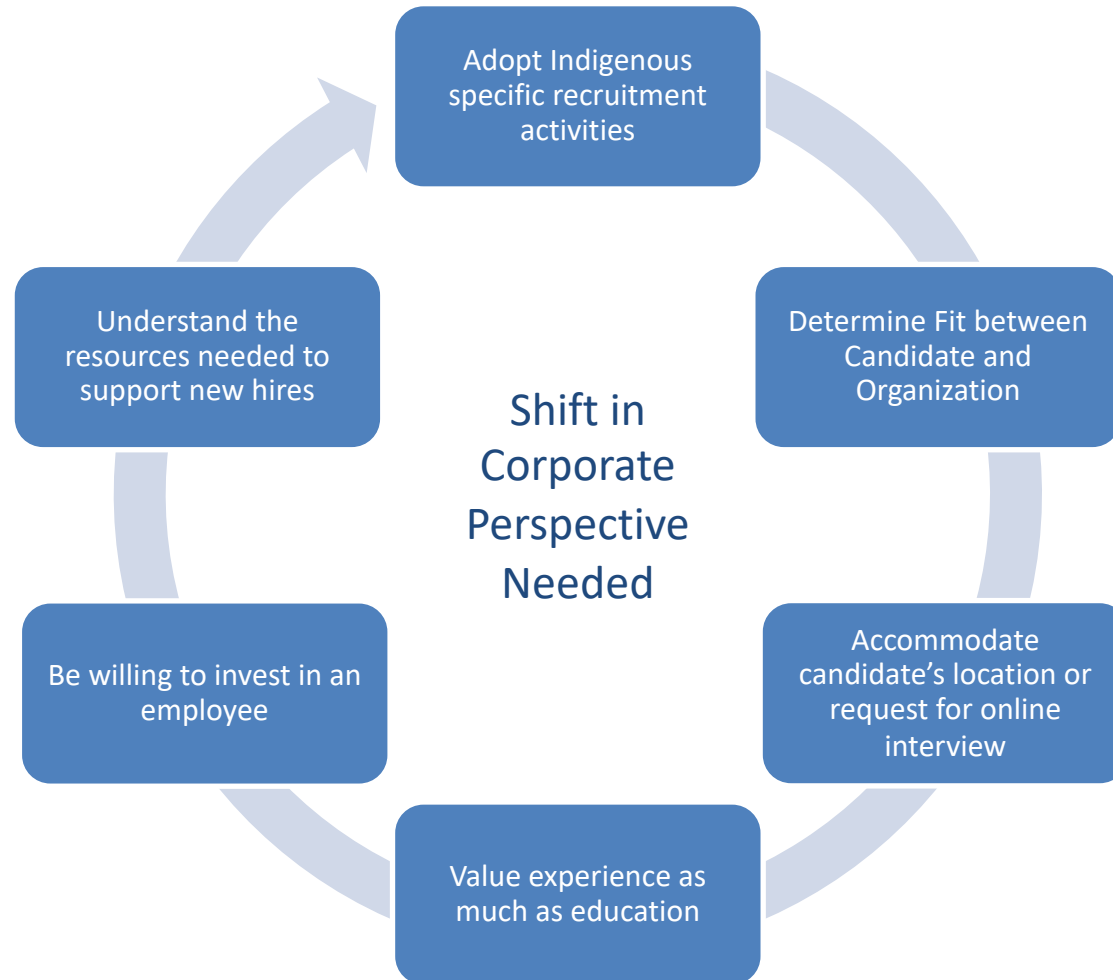 Adopt Indigenous
specific recruitment
activities
Determine Fit between
Candidate and
Organization
Accommodate
candidate’s location or
request for online
interview
Value experience as
much as education
Be willing to invest in an
employee
Understand the
resources needed to
support new hires
Shift in
Corporate
Perspective
Needed